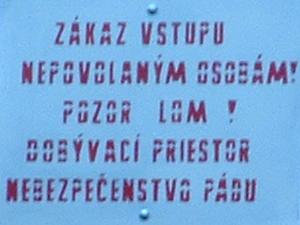 ZÁKAZ VSTUPU
NEPOVOLANÝM OSOBÁM!
POZOR LOM !
DOBÝVACÍ PRIESTOR
NEBEZPEČENSTVO PÁDU